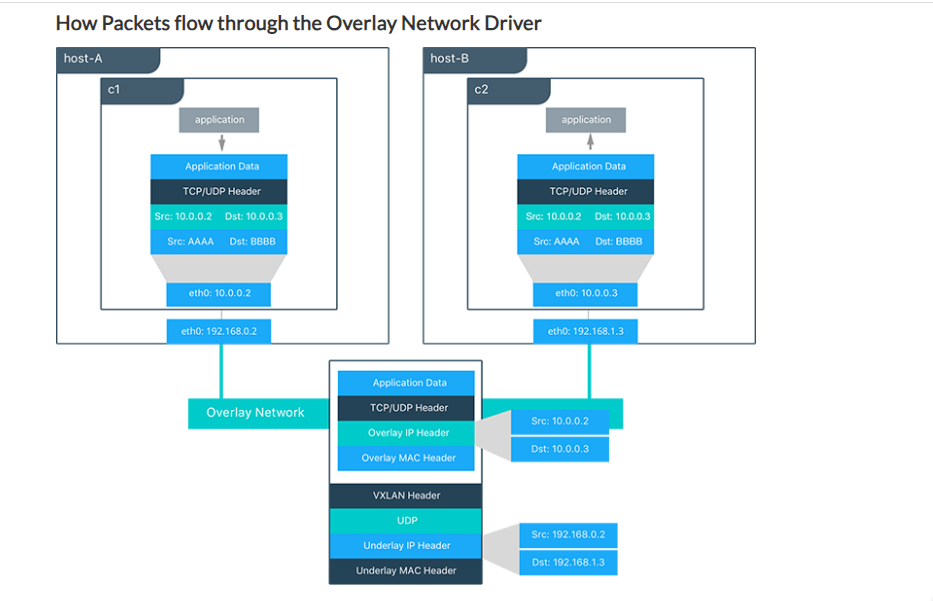 How Packets flow through the Overlay Network Driver
host-A
c1
application
Application Data
TCP/UDP Header
Src: 10.0.0.2 Dst: 10.0.0.3
Src: AAAA Dst: BBBB
eth0: 10.0.0.2
eth0: 192.168.0.2
host-B
c2
application
Application Data
TCP/UDP Header
Src: 10.0.0.2 Dst: 10.0.0.3
Src: AAAA Dst: BBBB
eth0: 10.0.0.3
eth0: 192.168.1.3
Overlay Network
Application Data
TCP/UDP Header
Overlay IP Header
Overlay MAC Header
Src: 10.0.0.2
Dst: 10.0.0.3
VXLAN Header
UDP
Underlay IP Header
Underlay MAC Header
Src: 192.168.0.2
Dst: 192.168.1.3